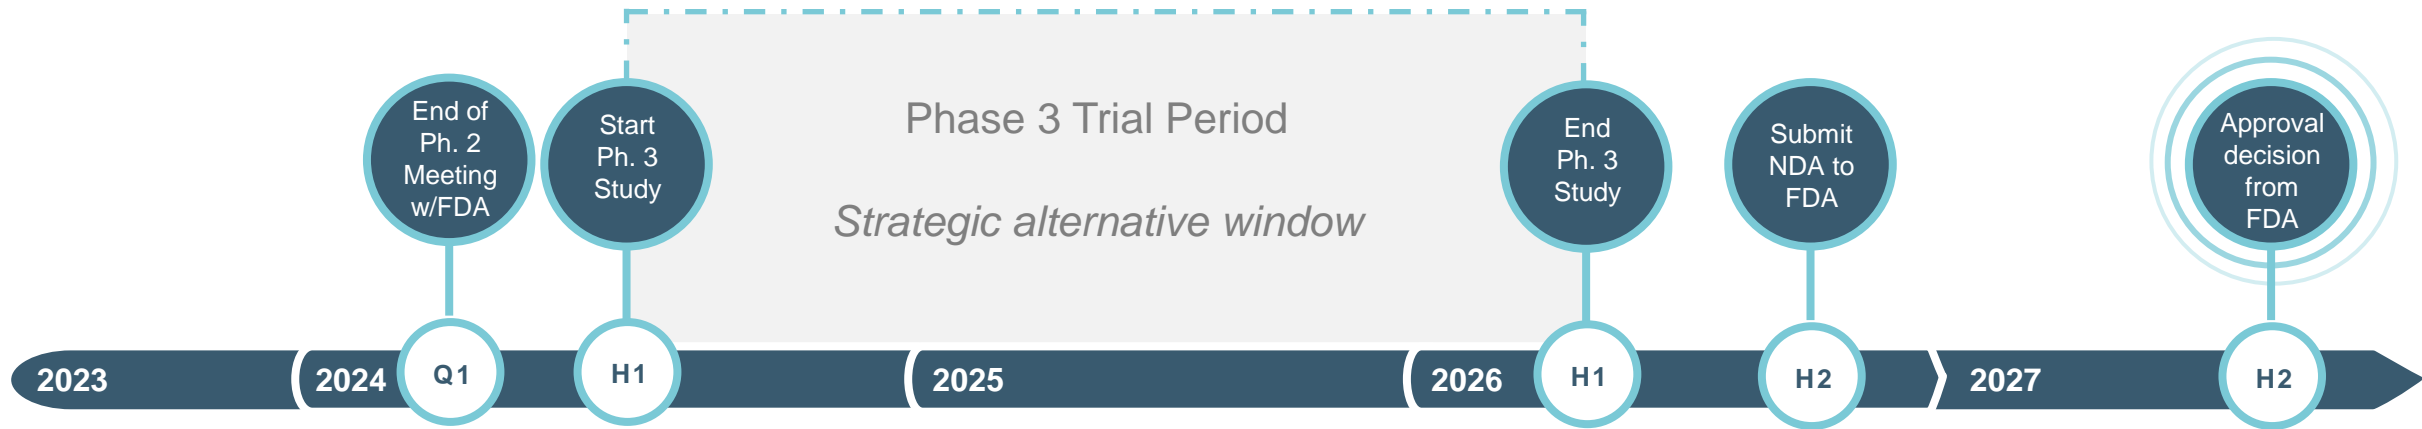 End of
Ph. 2
Meeting
w/FDA
Start
Ph. 3
Study
Phase 3 Trial Period
Strategic alternative window
End
Ph. 3
Study
Submit
NDA to
FDA
Approval
decision
from
FDA
2023
2024
Q1
H1
2025
2026
H1
H2
2027
H2